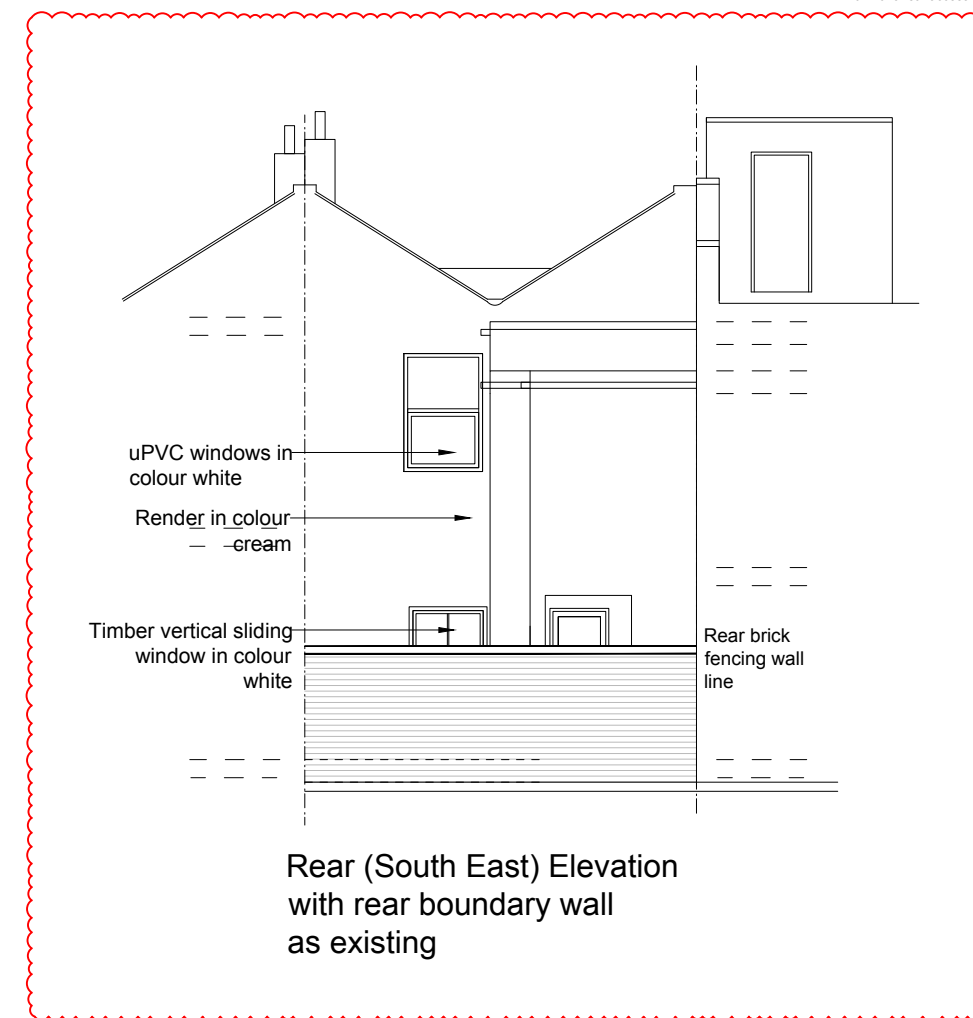 uPVC windows in
colour white
Render in colour
cream
Timber vertical sliding
window in colour
white
Rear brick
fencing wall
line
Rear (South East) Elevation
with rear boundary wall
as existing